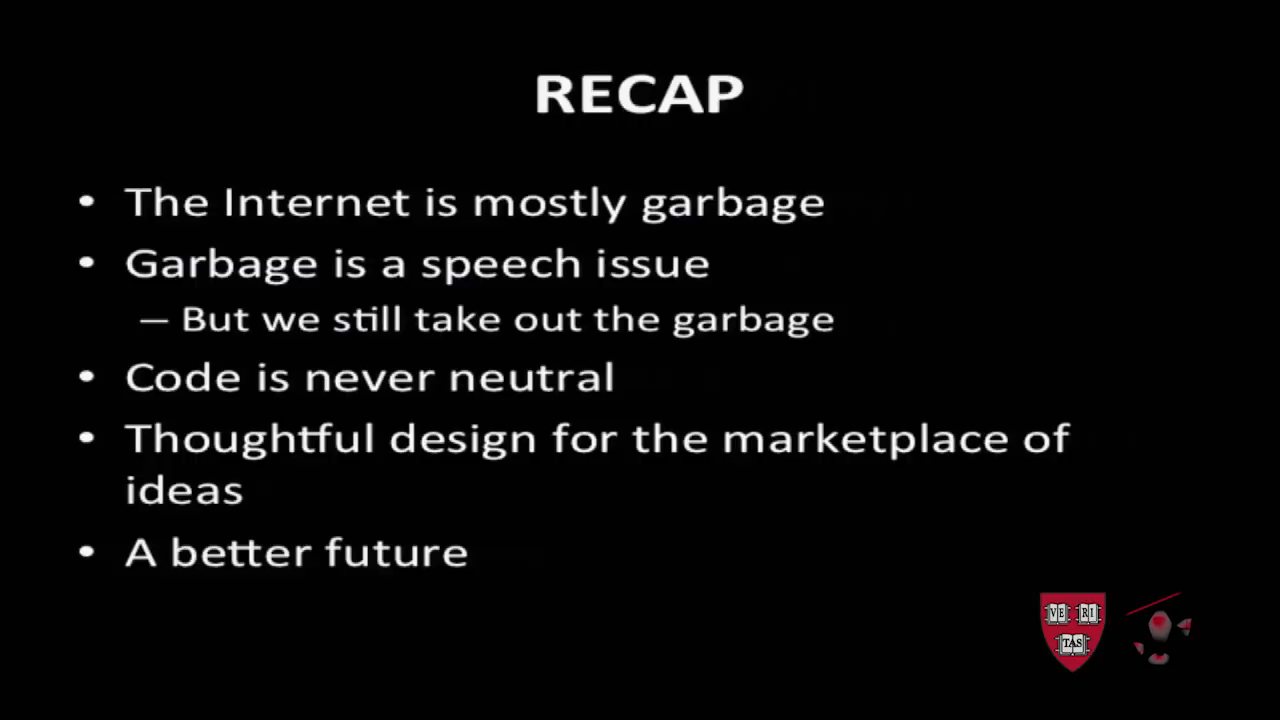 RECAP
• The Internet is mostly garbage
• Garbage is a speech issue
– But we still take out the garbage
• Code is never neutral
• Thoughtful design for the marketplace of
ideas
• A better future
VE RI
TAS